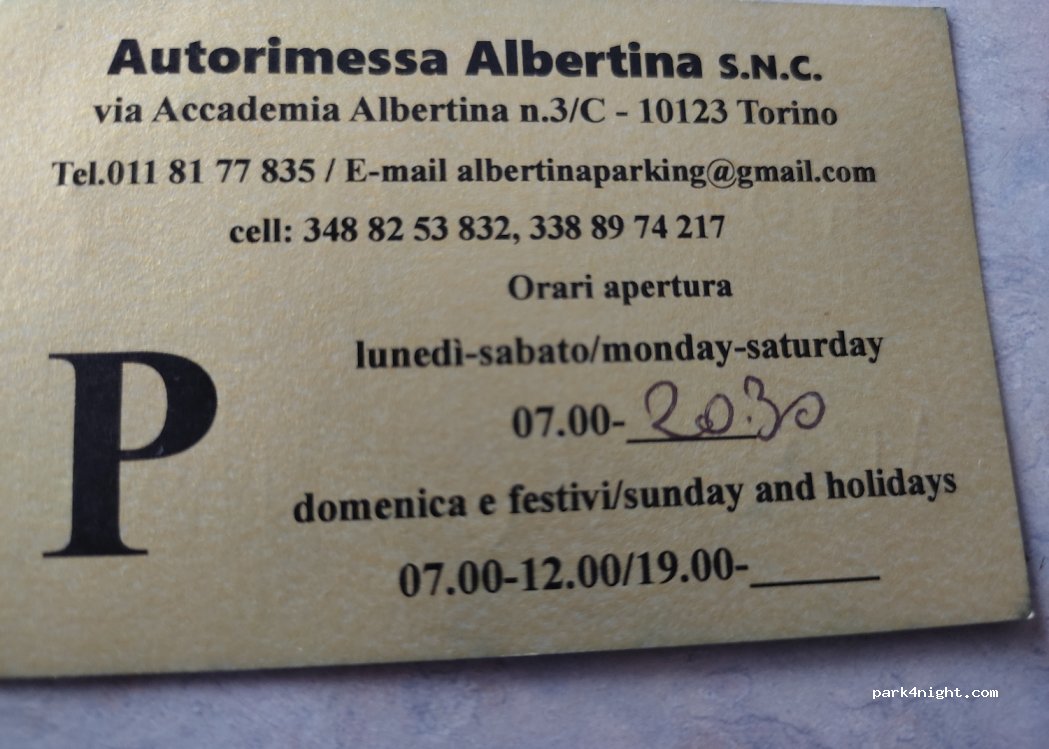 Autorimessa Albertina S.N.C.
via Accademia Albertina n.3/C - 10123 Torino
Tel.011 81 77 835 / E-mail albertinaparking@gmail.com
cell: 348 82 53 832, 338 89 74 217
Orari apertura
lunedì-sabato/monday-saturday
07.00-20.30
domenica e festivi/sunday and holidays
07.00-12.00/19.00-______
P
park4night.com